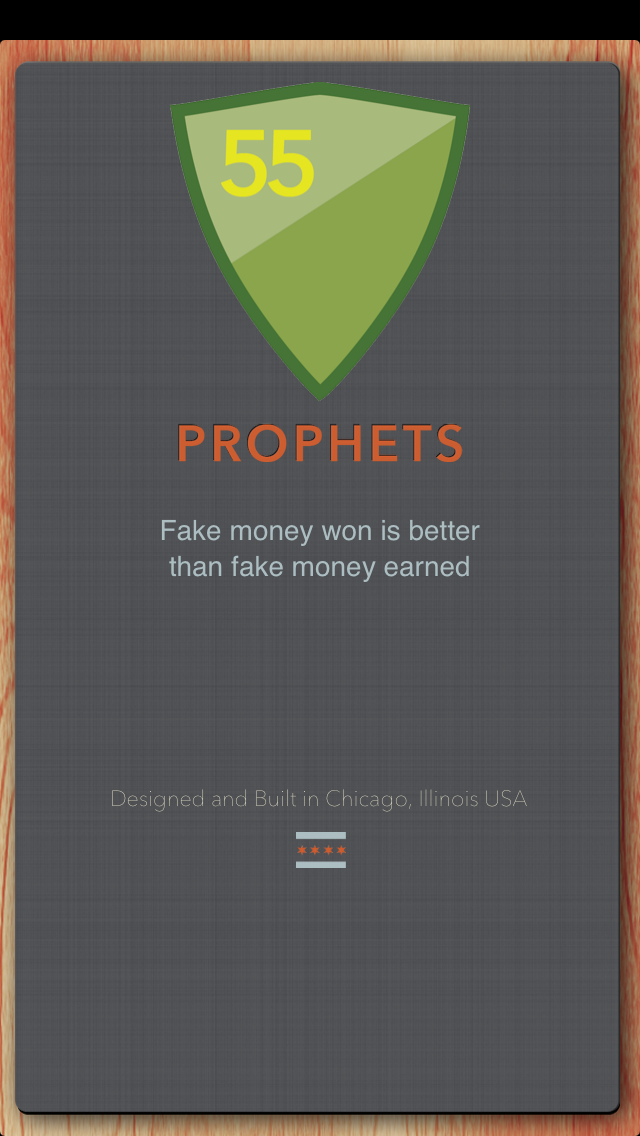 55
PROPHETS
Fake money won is better
than fake money earned
Designed and Built in Chicago, Illinois USA